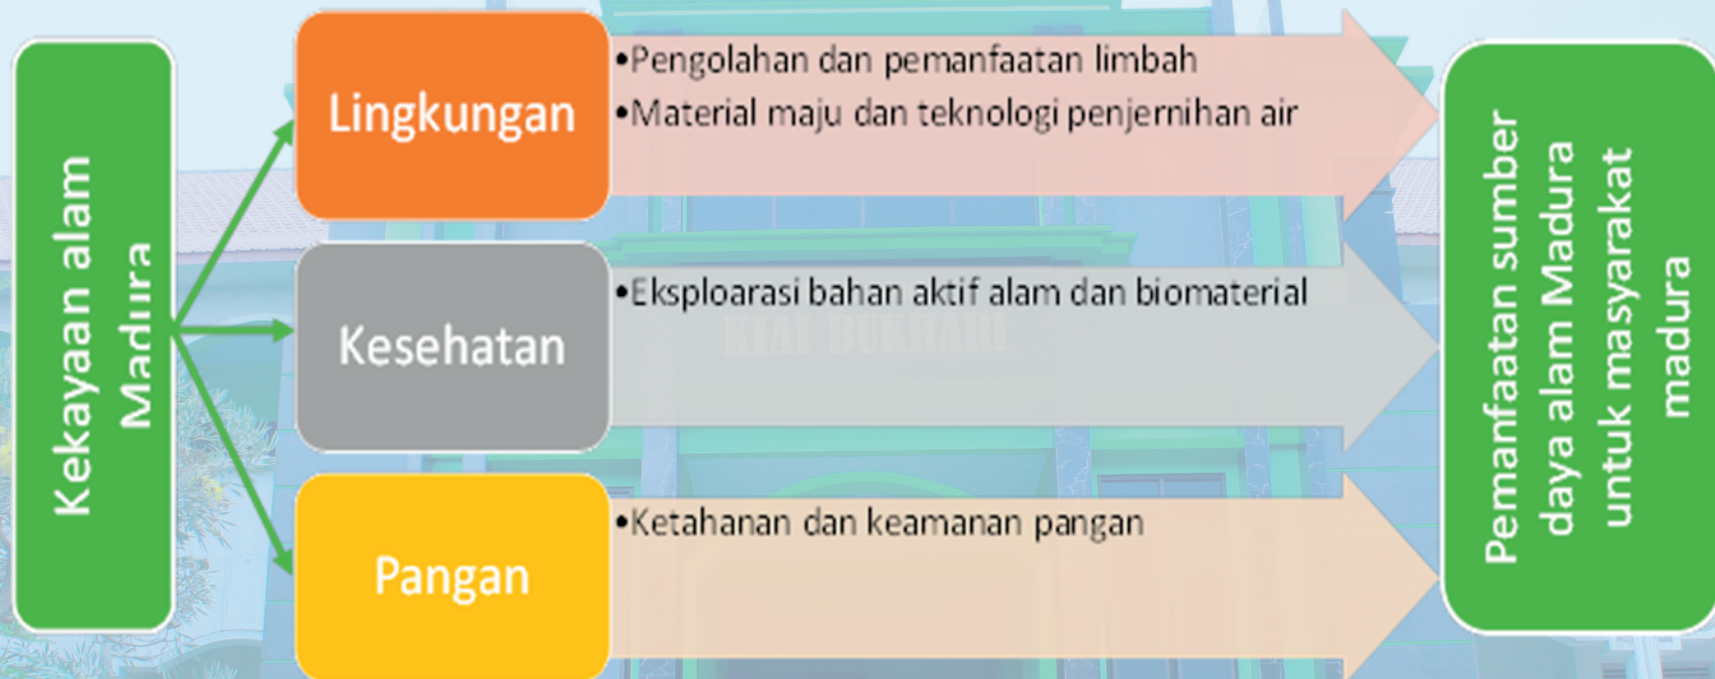 Kekayaan alam
Madura
Lingkungan
•Pengolahan dan pemanfaatan limbah
•Material maju dan teknologi penjernihan air
Kesehatan
•Eksploarasi bahan aktif alam dan biomaterial
KIAI BUKHARI
Pangan
•Ketahanan dan keamanan pangan
Pemanfaatan sumber
daya alam Madura
untuk masyarakat
madura